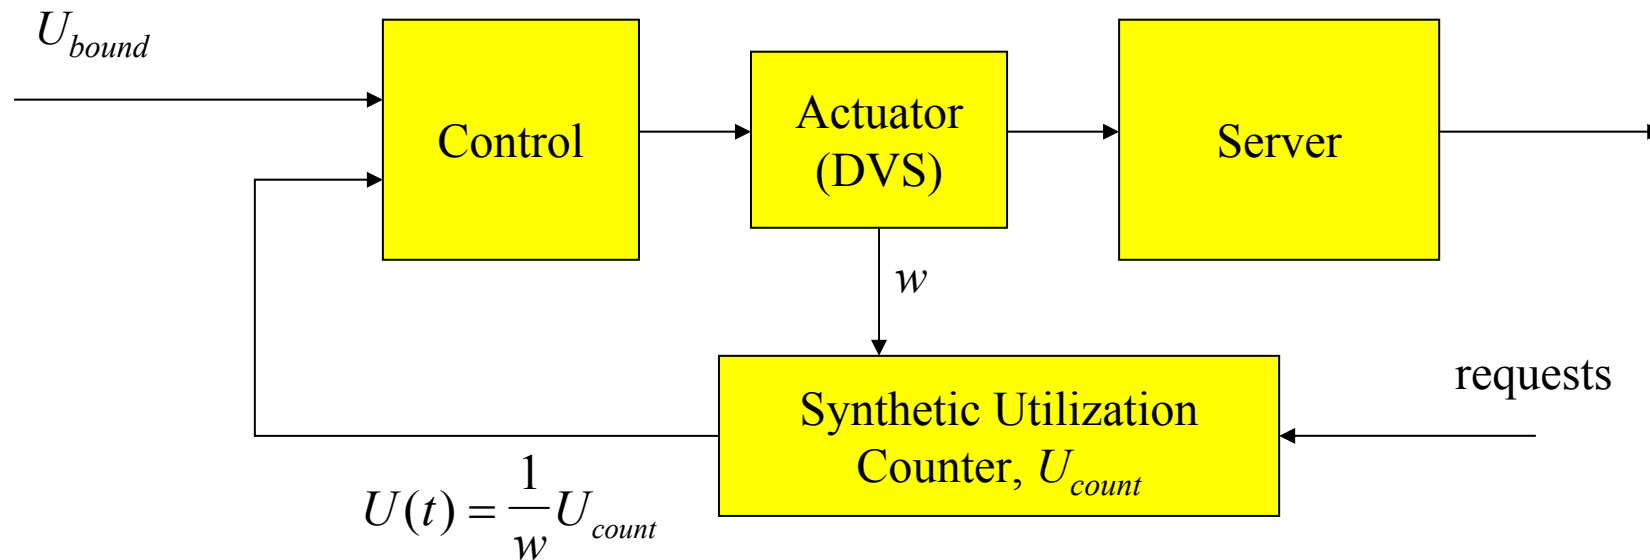 U_bound
Control
Actuator
(DVS)
Server
w
requests
Synthetic Utilization
Counter, U_count
U(t) = 1/w U_count